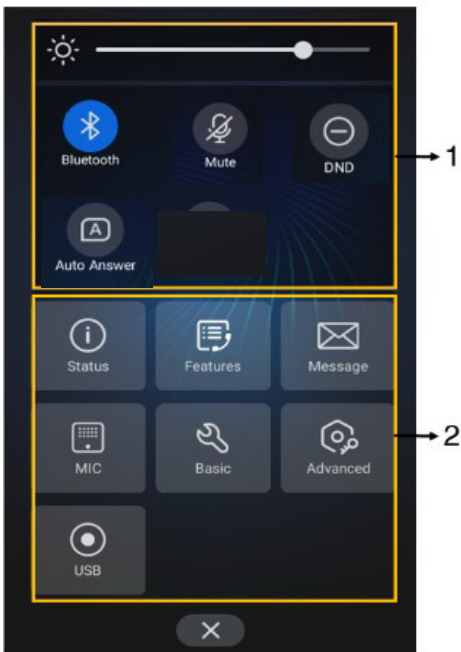 Bluetooth
Mute
DND
1
Auto Answer
Status
Features
Message
MIC
Basic
Advanced
2
USB